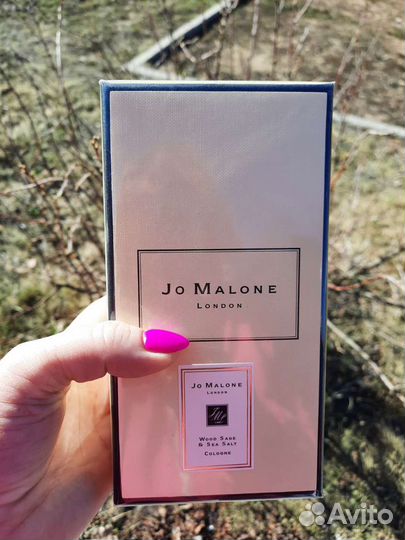 JO MALONE
LONDON
JO MALONE
LONDON
WOOD SAGE
& SEA SALT
COLOGNE
Avito